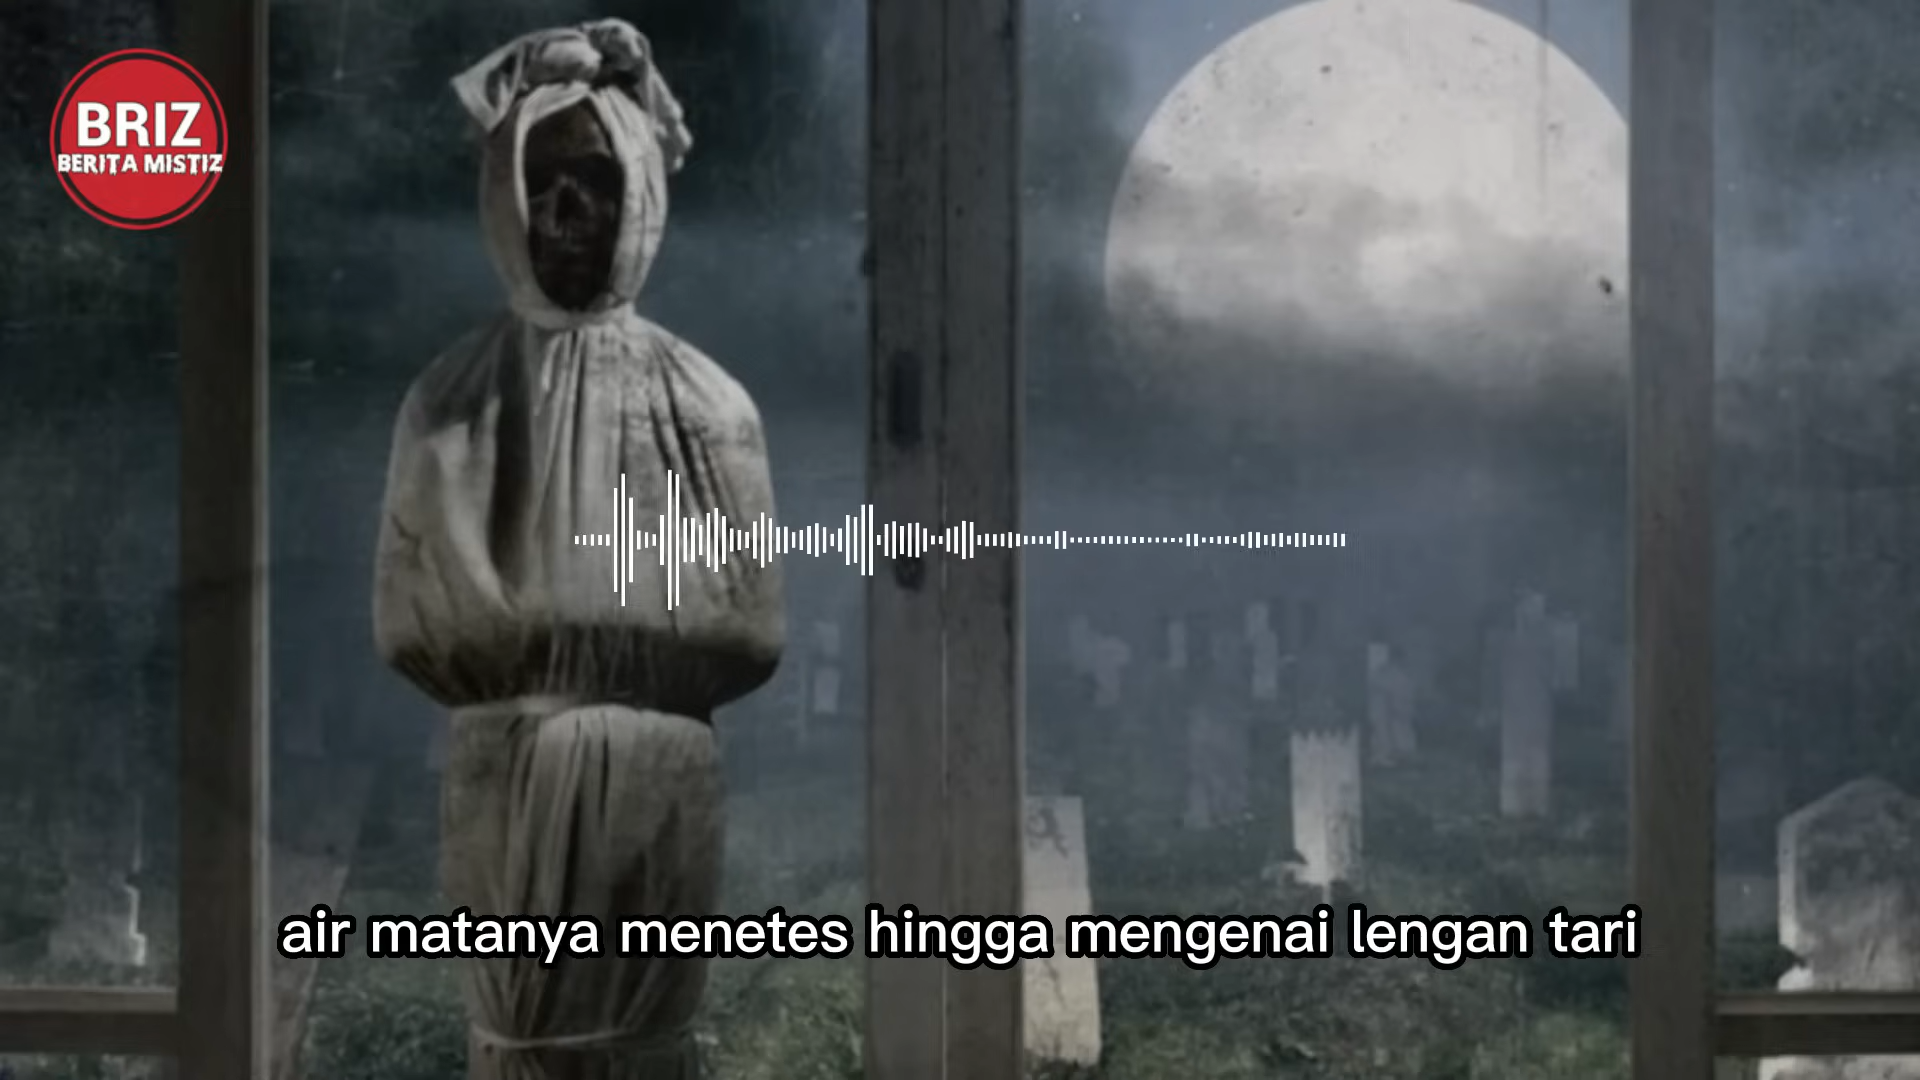 BRIZ
BERITA MISTIZ
air matanya menetes hingga mengenai lengan tari